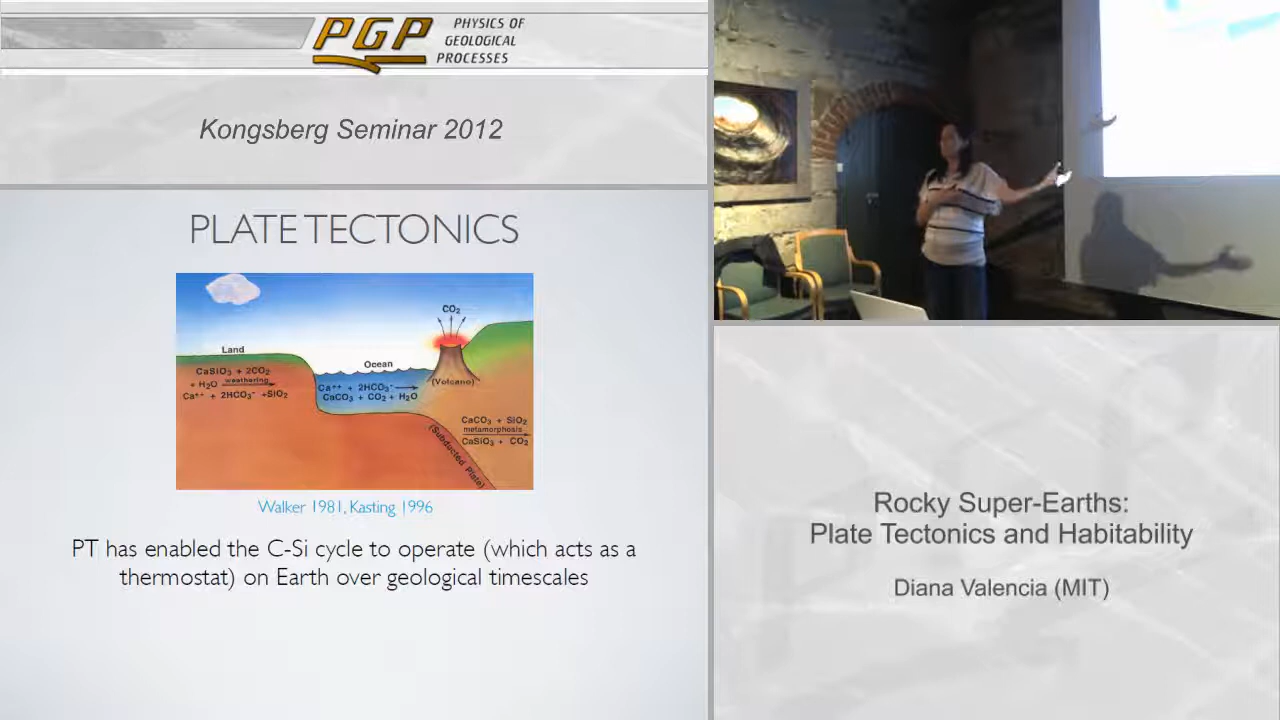 PGP
PHYSICS OF
GEOLOGICAL
PROCESSES
Kongsberg Seminar 2012
PLATE TECTONICS
CO₂
Land
CaSiO₃ + 2CO₂
+ H₂O weathering
Ca⁺⁺ + 2HCO₃⁻ +SiO₂
Ocean
Ca⁺⁺ + 2HCO₃⁻
CaCO₃ + CO₂ + H₂O
(Volcano)
CaCO₃ + SiO₂
metamorphosis
CaSiO₃ + CO₂
(Subducted Plate)
Walker 1981, Kasting 1996
PT has enabled the C-Si cycle to operate (which acts as a
thermostat) on Earth over geological timescales
Rocky Super-Earths:
Plate Tectonics and Habitability
Diana Valencia (MIT)